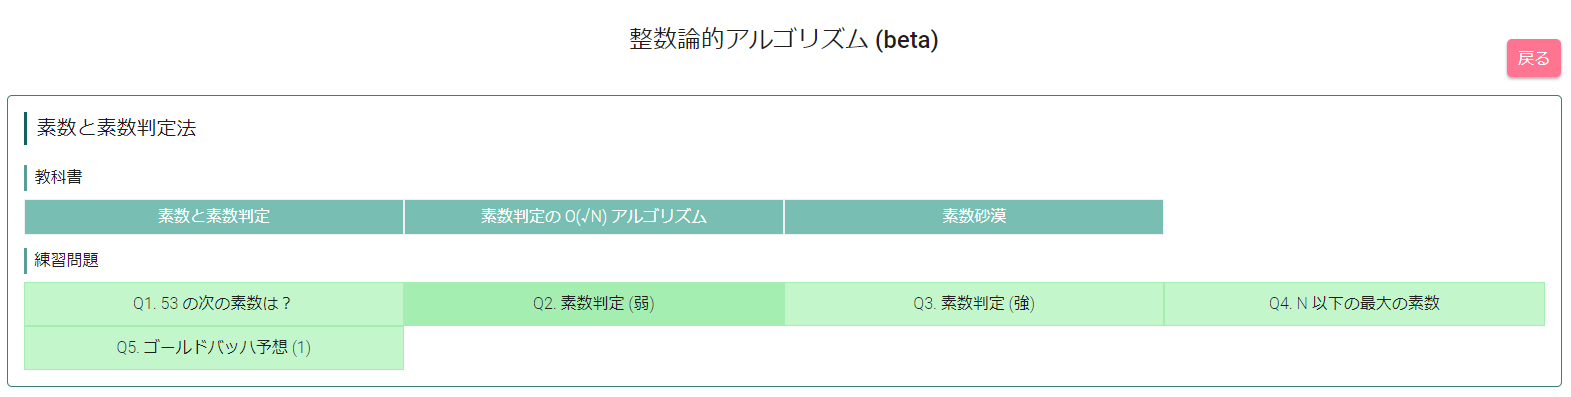 整数論的アルゴリズム (beta)
戻る
素数と素数判定法
教科書
素数と素数判定
素数判定の O(√N) アルゴリズム
素数砂漠
練習問題
Q1. 53 の次の素数は？
Q2. 素数判定 (弱)
Q3. 素数判定 (強)
Q4. N 以下の最大の素数
Q5. ゴールドバッハ予想 (1)